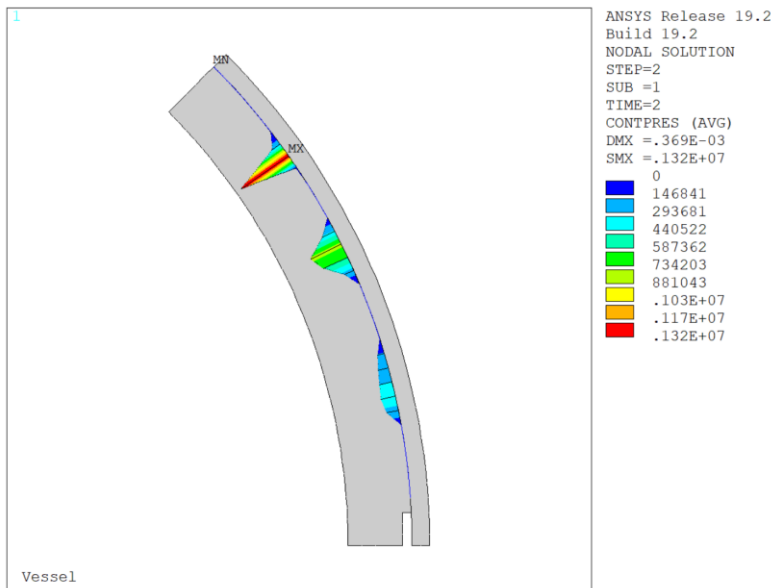 1
ANSYS Release 19.2
Build 19.2
NODAL SOLUTION
STEP=2
SUB =1
TIME=2
CONTPRES (AVG)
DMX =.369E-03
SMX =.132E+07
0
146841
293681
440522
587362
734203
881043
.103E+07
.117E+07
.132E+07
MN
MX
Vessel